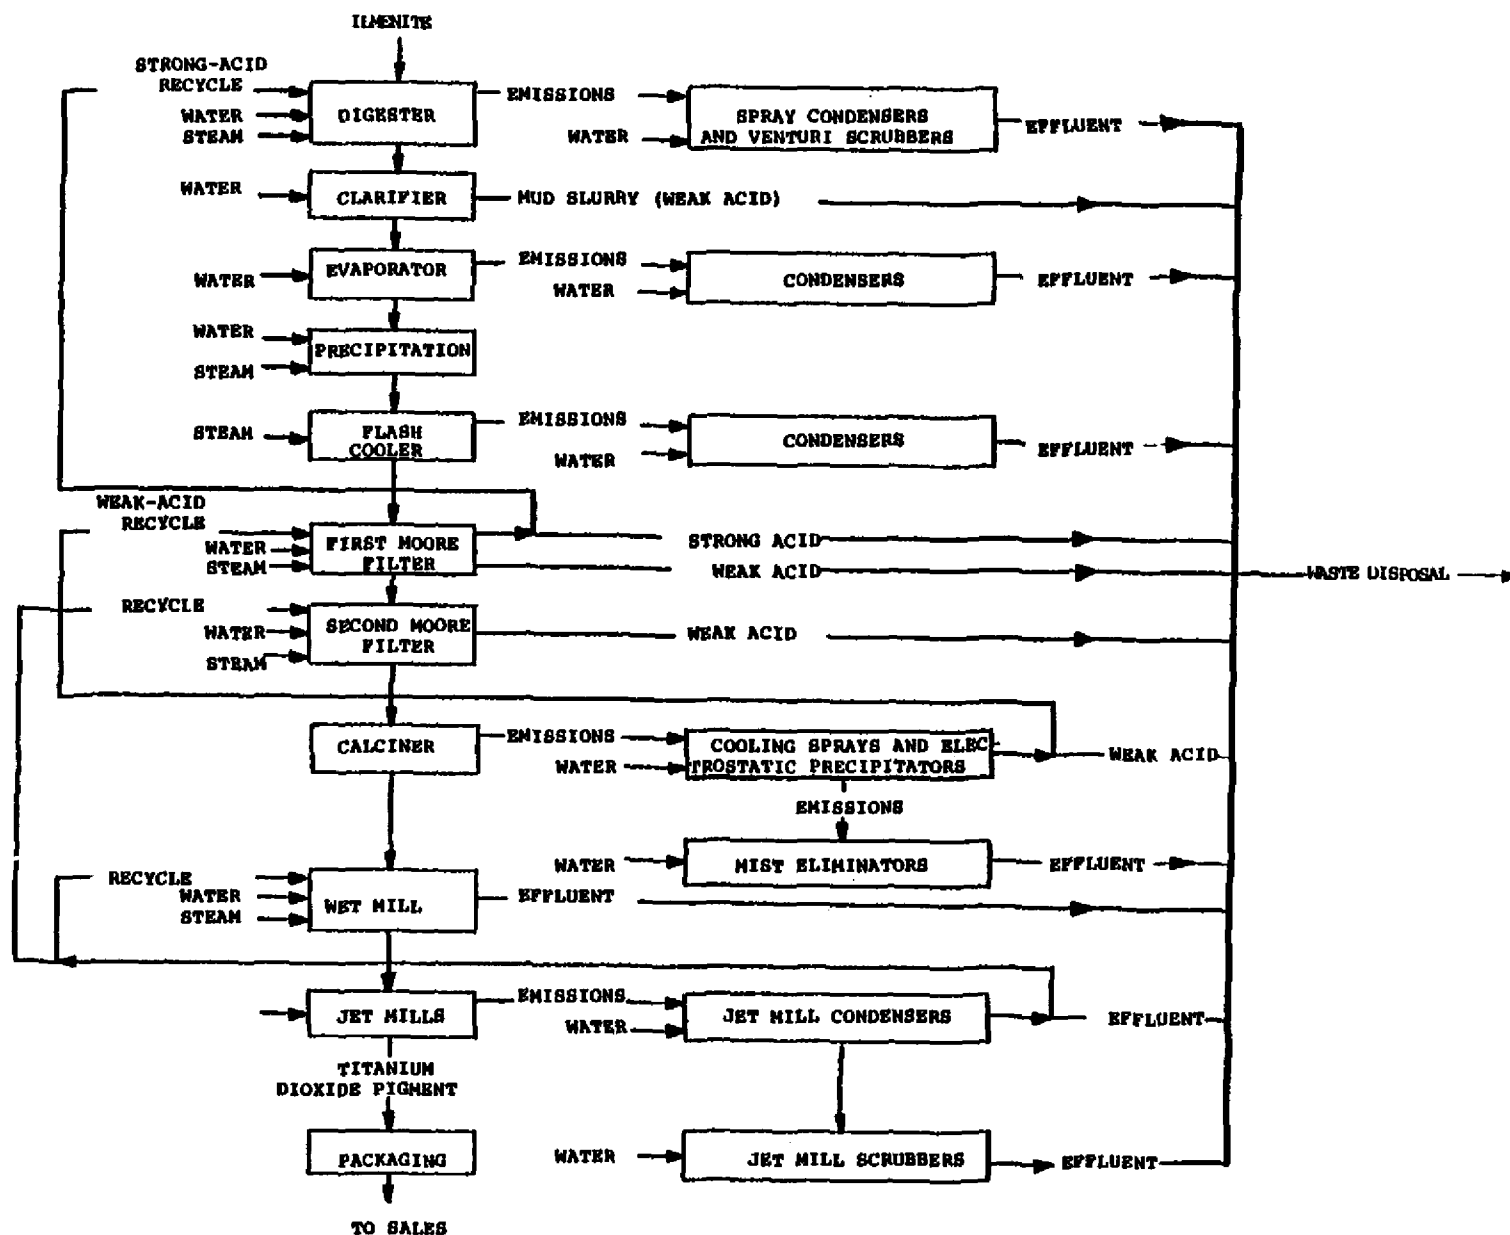 ILMENITE
STRONG-ACID
RECYCLE
WATER
STEAM
DIGESTER
EMISSIONS
WATER
SPRAY CONDENSERS
AND VENTURI SCRUBBERS
EFFLUENT
WATER
CLARIFIER
MUD SLURRY (WEAK ACID)
WATER
EVAPORATOR
EMISSIONS
WATER
CONDENSERS
EFFLUENT
WATER
STEAM
PRECIPITATION
STEAM
FLASH
COOLER
EMISSIONS
WATER
CONDENSERS
EFFLUENT
WEAK-ACID
RECYCLE
WATER
STEAM
FIRST MOORE
FILTER
STRONG ACID
WEAK ACID
WASTE DISPOSAL
RECYCLE
WATER
STEAM
SECOND MOORE
FILTER
WEAK ACID
CALCINER
EMISSIONS
WATER
COOLING SPRAYS AND ELEC-
TROSTATIC PRECIPITATORS
WEAK ACID
EMISSIONS
WATER
MIST ELIMINATORS
EFFLUENT
RECYCLE
WATER
STEAM
WET MILL
EFFLUENT
JET MILLS
EMISSIONS
WATER
JET MILL CONDENSERS
EFFLUENT
TITANIUM
DIOXIDE PIGMENT
PACKAGING
WATER
JET MILL SCRUBBERS
EFFLUENT
TO SALES